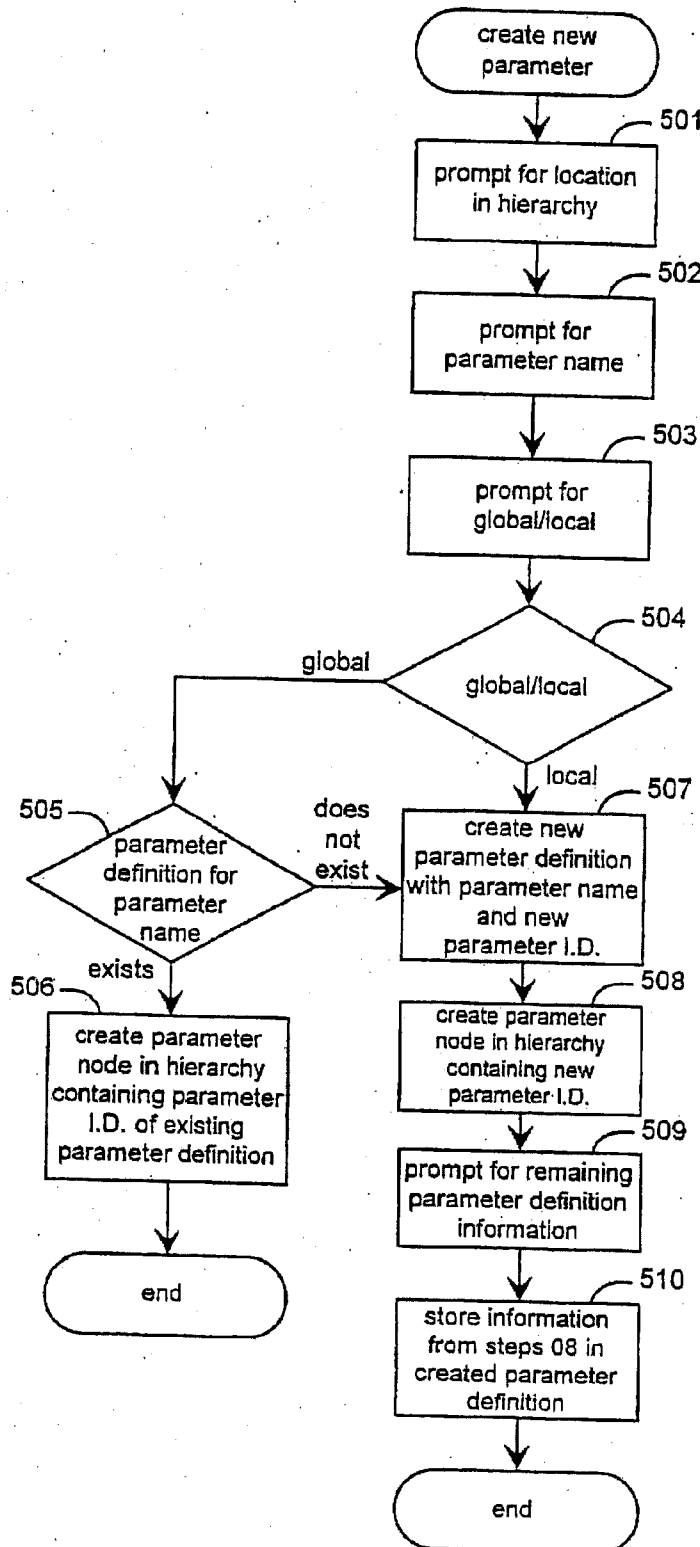 create new
parameter
501
prompt for location
in hierarchy
502
prompt for
parameter name
503
prompt for
global/local
504
global
global/local
local
505
parameter
definition for
parameter
name
does
not
exist
507
create new
parameter definition
with parameter name
and new
parameter I.D.
exists
506
create parameter
node in hierarchy
containing parameter
I.D. of existing
parameter definition
508
create parameter
node in hierarchy
containing new
parameter I.D.
509
prompt for remaining
parameter definition
information
end
510
store information
from steps 08 in
created parameter
definition
end